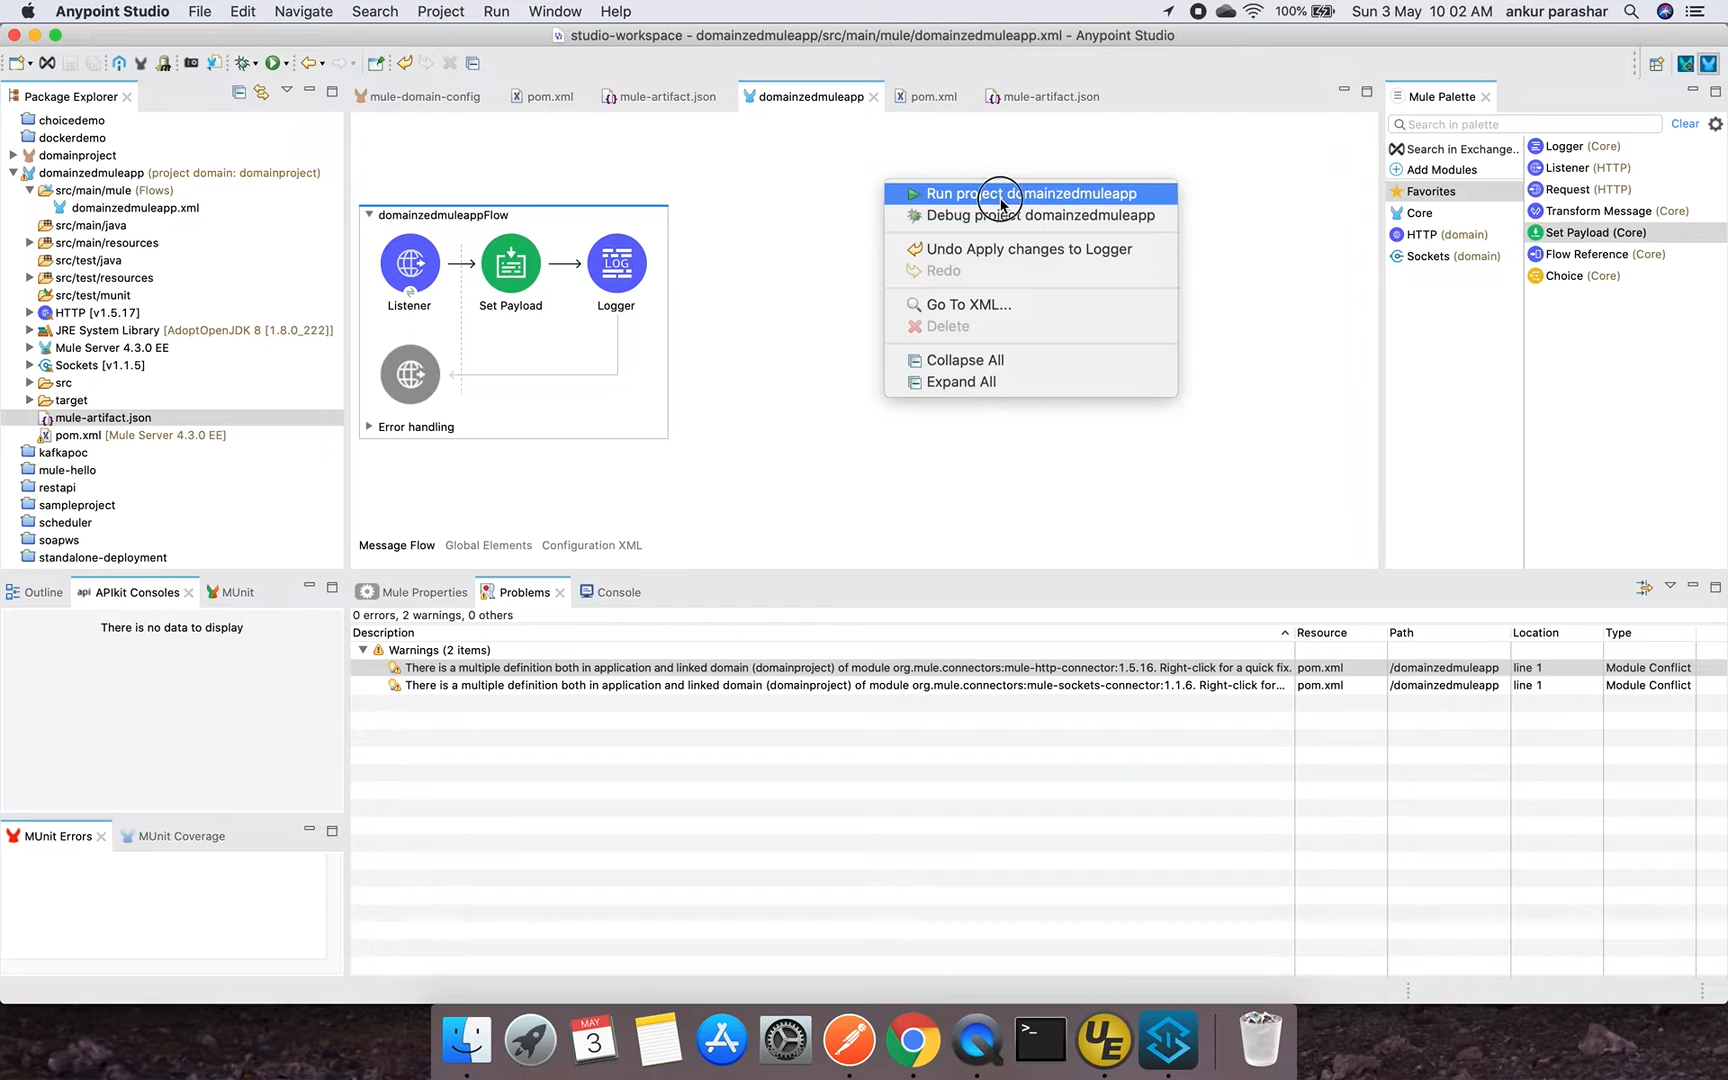 Anypoint Studio File Edit Navigate Search Project Run Window Help 100% Sun 3 May 10 02 AM ankur parashar
studio-workspace - domainzedmuleapp/src/main/mule/domainzedmuleapp.xml - Anypoint Studio
Package Explorer
choicedemo
dockerdemo
domainproject
domainzedmuleapp (project domain: domainproject)
src/main/mule (Flows)
domainzedmuleapp.xml
src/main/java
src/main/resources
src/test/java
src/test/resources
src/test/munit
HTTP [v1.5.17]
JRE System Library [AdoptOpenJDK 8 [1.8.0_222]]
Mule Server 4.3.0 EE
Sockets [v1.1.5]
src
target
mule-artifact.json
pom.xml [Mule Server 4.3.0 EE]
kafkapoc
mule-hello
restapi
sampleproject
scheduler
soapws
standalone-deployment
mule-domain-config pom.xml mule-artifact.json domainzedmuleapp pom.xml mule-artifact.json
domainzedmuleappFlow
LOG
Listener Set Payload Logger
Error handling
Run project domainzedmuleapp
Debug project domainzedmuleapp
Undo Apply changes to Logger
Redo
Go To XML...
Delete
Collapse All
Expand All
Message Flow Global Elements Configuration XML
Mule Palette
Search in palette Clear
Search in Exchange..
Add Modules
Favorites
Core
HTTP (domain)
Sockets (domain)
Logger (Core)
Listener (HTTP)
Request (HTTP)
Transform Message (Core)
Set Payload (Core)
Flow Reference (Core)
Choice (Core)
Outline api APIkit Consoles MUnit
There is no data to display
MUnit Errors MUnit Coverage
Mule Properties Problems Console
0 errors, 2 warnings, 0 others
Description Resource Path Location Type
Warnings (2 items)
There is a multiple definition both in application and linked domain (domainproject) of module org.mule.connectors:mule-http-connector:1.5.16. Right-click for a quick fix. pom.xml /domainzedmuleapp line 1 Module Conflict
There is a multiple definition both in application and linked domain (domainproject) of module org.mule.connectors:mule-sockets-connector:1.1.6. Right-click for... pom.xml /domainzedmuleapp line 1 Module Conflict
MAY
3
>_
UE